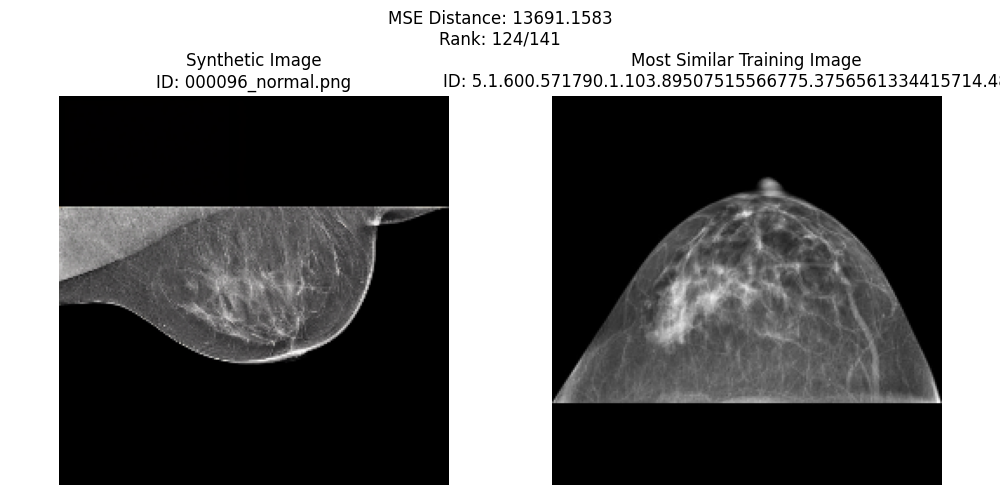 MSE Distance: 13691.1583
Rank: 124/141
Synthetic Image
ID: 000096_normal.png
Most Similar Training Image
ID: 5.1.600.571790.1.103.89507515566775.3756561334415714.48